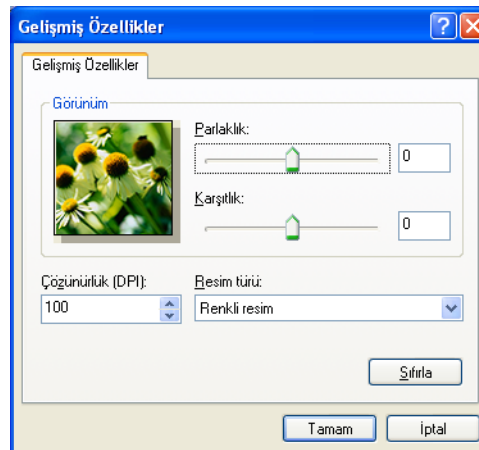 Gelişmiş Özellikler
Gelişmiş Özellikler
Görünüm
Parlaklık:
0
Karşıtlık:
0
Çözünürlük (DPI):
Resim türü:
100
Renkli resim
Sıfırla
Tamam
İptal